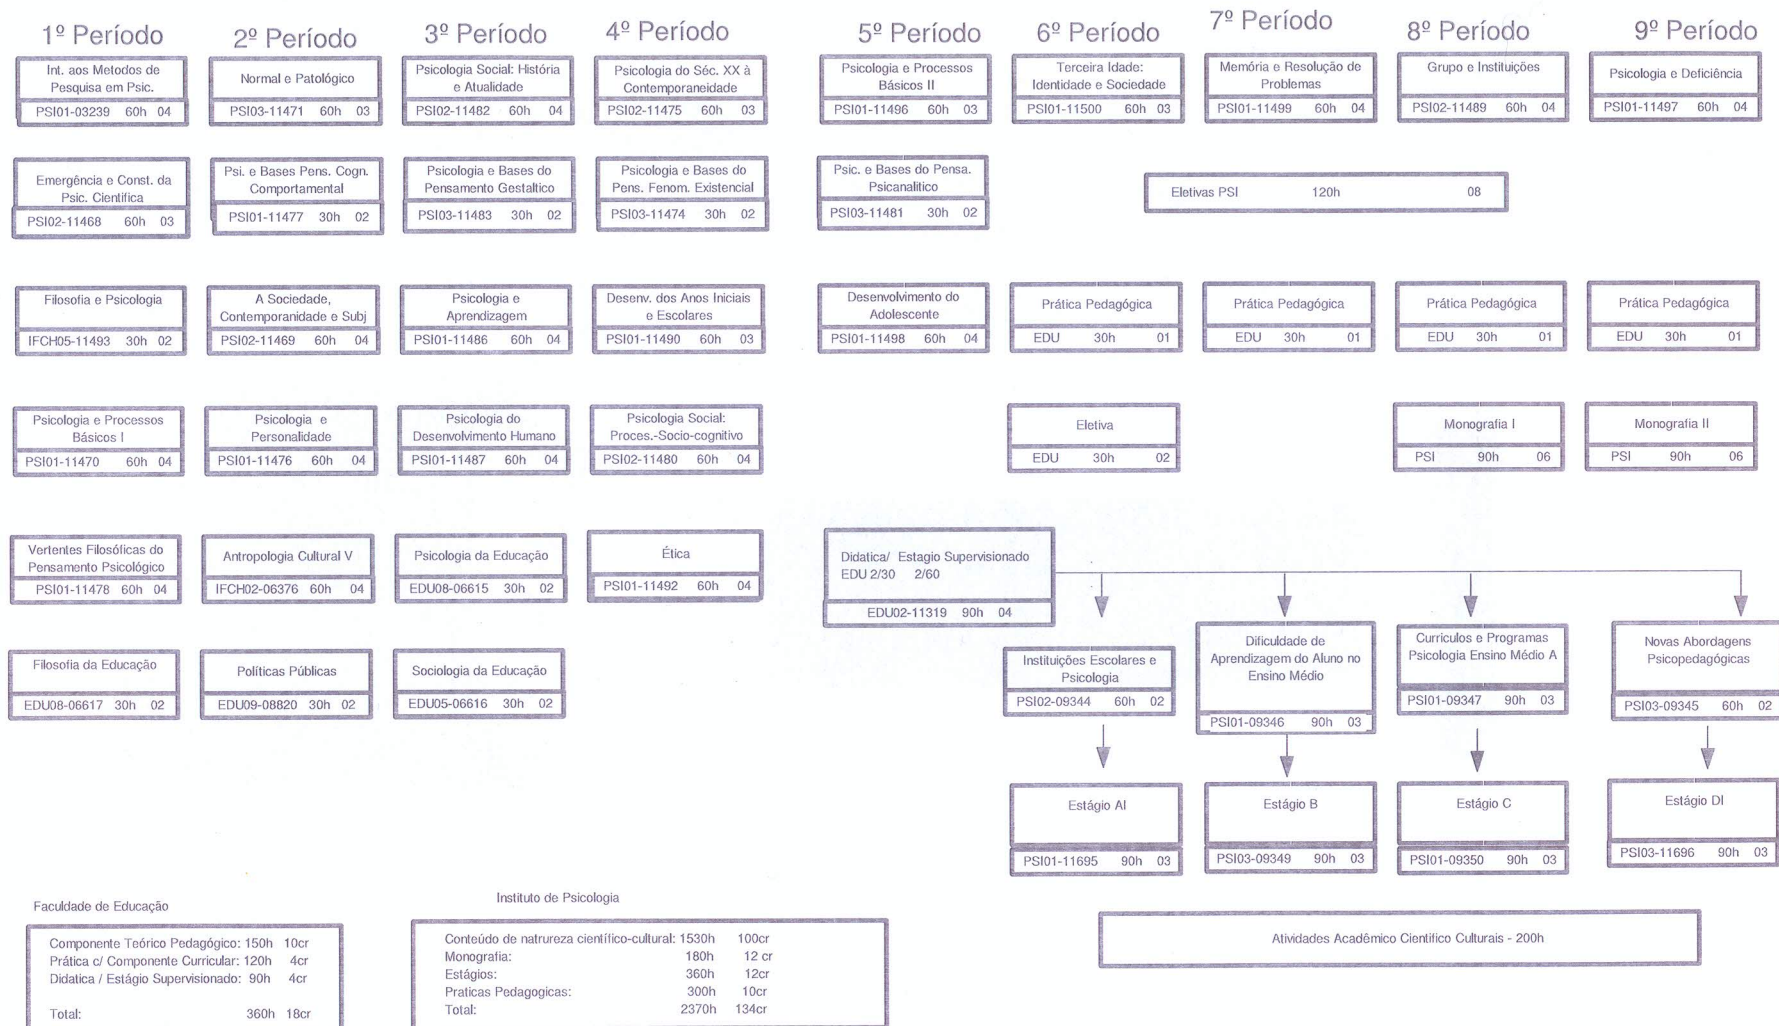 1º Período
2º Período
3º Período
4º Período
5º Período
6º Período
7º Período
8º Período
9º Período
Int. aos Metodos de
Pesquisa em Psic.
PSI01-03239 60h 04
Normal e Patológico
PSI03-11471 60h 03
Psicologia Social: História
e Atualidade
PSI02-11482 60h 04
Psicologia do Séc. XX à
Contemporaneidade
PSI02-11475 60h 03
Psicologia e Processos
Básicos II
PSI01-11496 60h 03
Terceira Idade:
Identidade e Sociedade
PSI01-11500 60h 03
Memória e Resolução de
Problemas
PSI01-11499 60h 04
Grupo e Instituições
PSI02-11489 60h 04
Psicologia e Deficiência
PSI01-11497 60h 04
Emergência e Const. da
Psic. Cientifica
PSI02-11468 60h 03
Psi. e Bases Pens. Cogn.
Comportamental
PSI01-11477 30h 02
Psicologia e Bases do
Pensamento Gestaltico
PSI03-11483 30h 02
Psicologia e Bases do
Pens. Fenom. Existencial
PSI03-11474 30h 02
Psic. e Bases do Pensa.
Psicanalitico
PSI03-11481 30h 02
Eletivas PSI 120h 08
Filosofia e Psicologia
IFCH05-11493 30h 02
A Sociedade,
Contemporanidade e Subj
PSI02-11469 60h 04
Psicologia e
Aprendizagem
PSI01-11486 60h 04
Desenv. dos Anos Iniciais
e Escolares
PSI01-11490 60h 03
Desenvolvimento do
Adolescente
PSI01-11498 60h 04
Prática Pedagógica
EDU 30h 01
Prática Pedagógica
EDU 30h 01
Prática Pedagógica
EDU 30h 01
Prática Pedagógica
EDU 30h 01
Psicologia e Processos
Básicos I
PSI01-11470 60h 04
Psicologia e
Personalidade
PSI01-11476 60h 04
Psicologia do
Desenvolvimento Humano
PSI01-11487 60h 04
Psicologia Social:
Proces.-Socio-cognitivo
PSI02-11480 60h 04
Eletiva
EDU 30h 02
Monografia I
PSI 90h 06
Monografia II
PSI 90h 06
Vertentes Filosóficas do
Pensamento Psicológico
PSI01-11478 60h 04
Antropologia Cultural V
IFCH02-06376 60h 04
Psicologia da Educação
EDU08-06615 30h 02
Ética
PSI01-11492 60h 04
Didatica/ Estagio Supervisionado
EDU 2/30 2/60
EDU02-11319 90h 04
Filosofia da Educação
EDU08-06617 30h 02
Políticas Públicas
EDU09-08820 30h 02
Sociologia da Educação
EDU05-06616 30h 02
Instituições Escolares e
Psicologia
PSI02-09344 60h 02
Dificuldade de
Aprendizagem do Aluno no
Ensino Médio
PSI01-09346 90h 03
Curriculos e Programas
Psicologia Ensino Médio A
PSI01-09347 90h 03
Novas Abordagens
Psicopedagógicas
PSI03-09345 60h 02
Estágio AI
PSI01-11695 90h 03
Estágio B
PSI03-09349 90h 03
Estágio C
PSI01-09350 90h 03
Estágio DI
PSI03-11696 90h 03
Faculdade de Educação
Componente Teórico Pedagógico: 150h 10cr
Prática c/ Componente Curricular: 120h 4cr
Didatica / Estágio Supervisionado: 90h 4cr
Total: 360h 18cr
Instituto de Psicologia
Conteúdo de natrureza científico-cultural: 1530h 100cr
Monografia: 180h 12 cr
Estágios: 360h 12cr
Praticas Pedagogicas: 300h 10cr
Total: 2370h 134cr
Atividades Acadêmico Cientifico Culturais - 200h